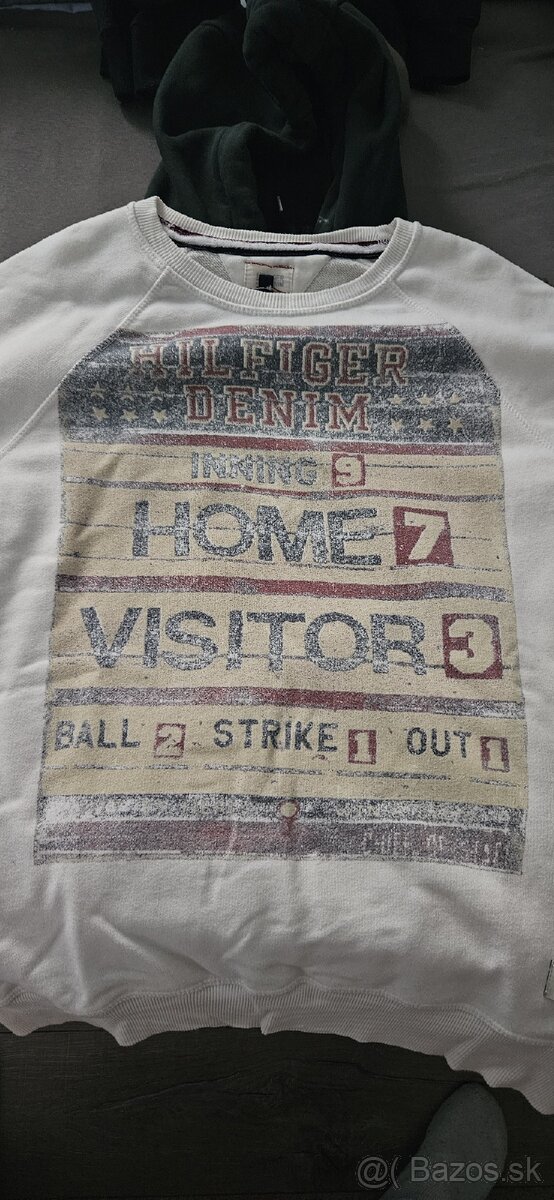 HILFIGER
DENIM
INNING 9
HOME 7
VISITOR 3
BALL 2 STRIKE 1 OUT 1
@( Bazos.sk